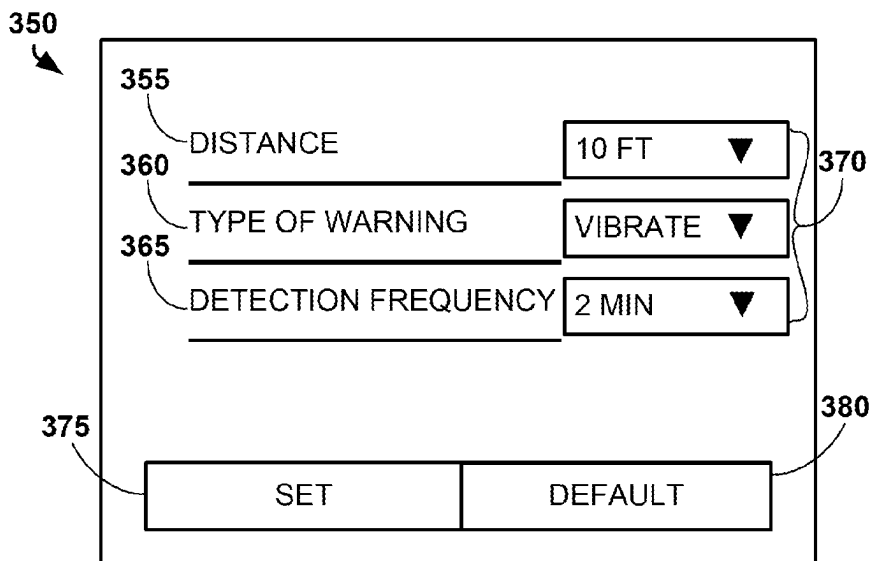 350
355
DISTANCE 10 FT
360
370
TYPE OF WARNING VIBRATE
365
DETECTION FREQUENCY 2 MIN
375
380
SET DEFAULT